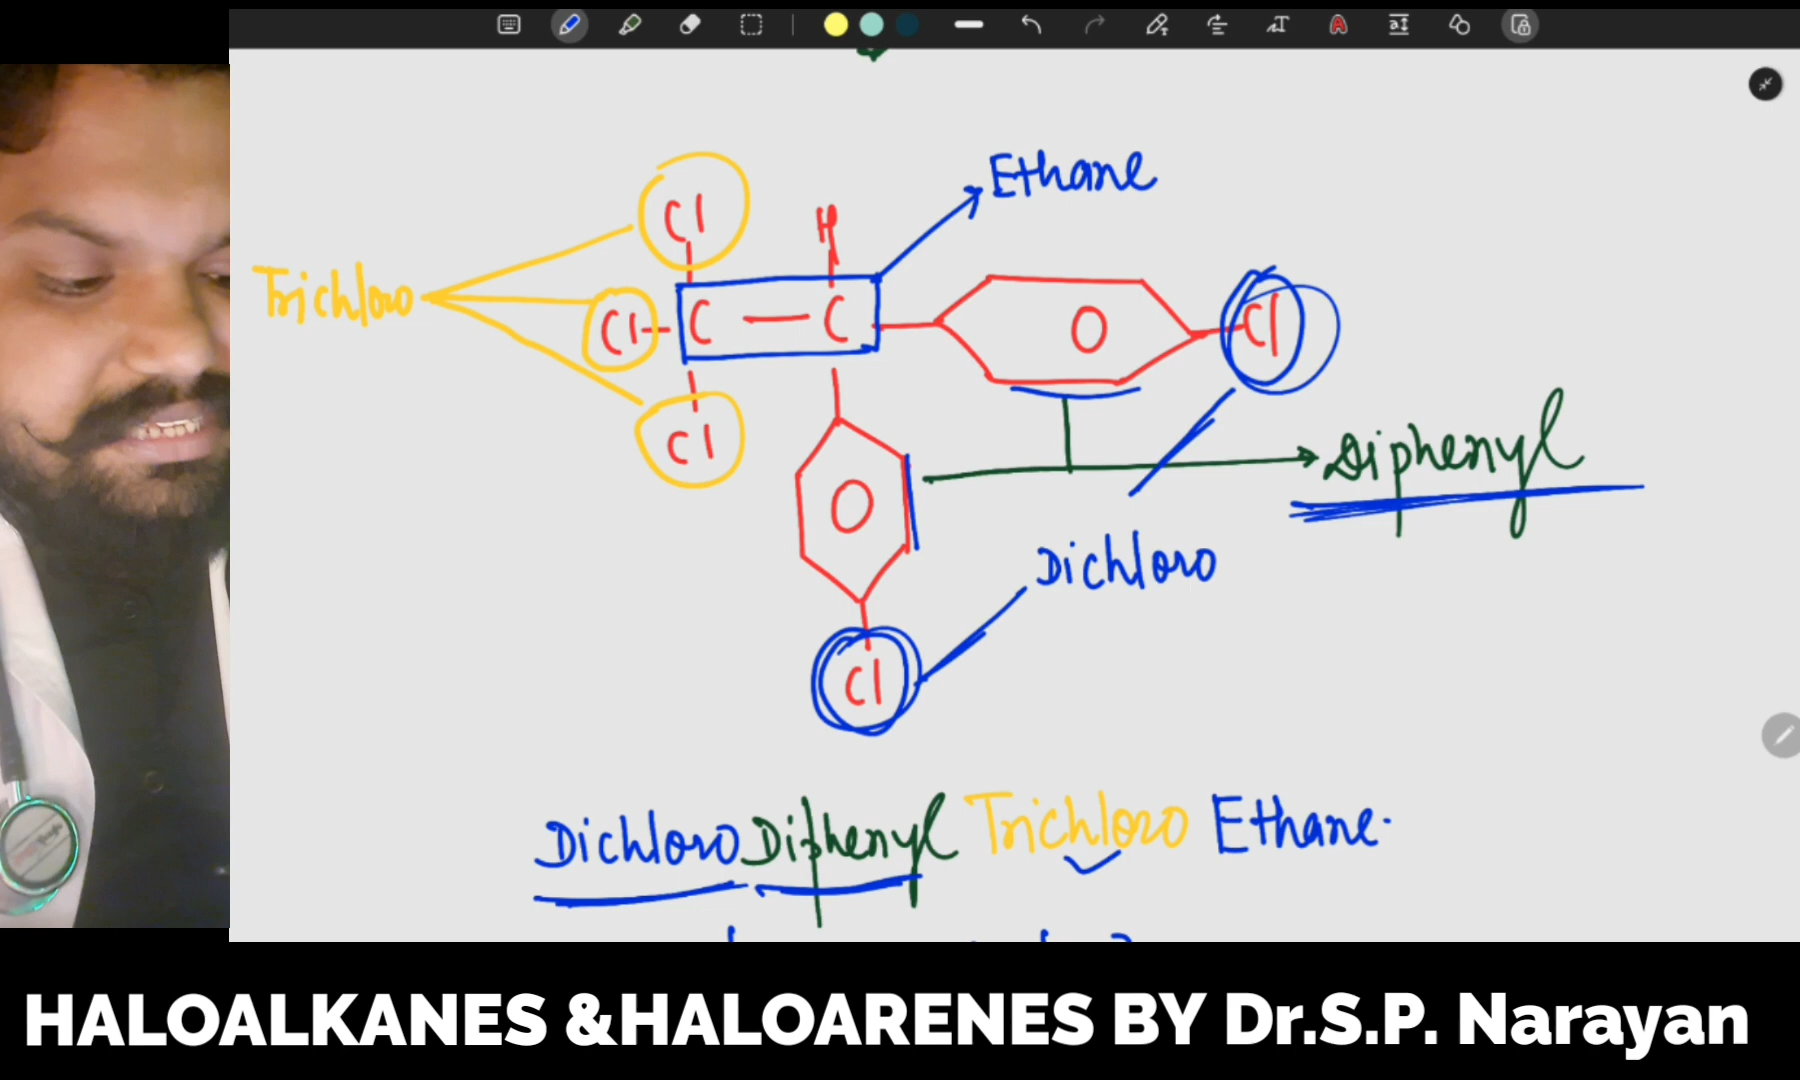 Ethane
Cl H
Trichloro
Cl C C O Cl
Cl
Diphenyl
O
Dichloro
Cl
Dichloro Diphenyl Trichloro Ethane.
HALOALKANES &HALOARENES BY Dr.S.P. Narayan